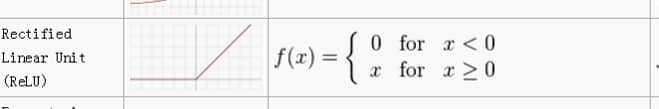 Rectified
Linear Unit
(ReLU)
f(x) = { 0 for x < 0
x for x ≥ 0